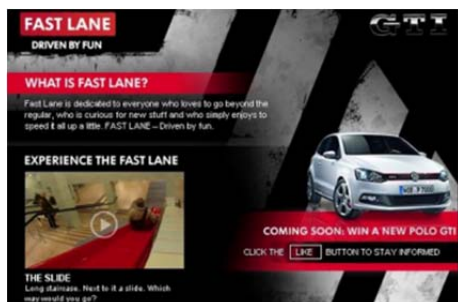 FAST LANE
DRIVEN BY FUN
GTI
WHAT IS FAST LANE?
Fast Lane is dedicated to everyone who loves to go beyond the
regular, who is curious for new stuff and who simply enjoys to
speed it all up a little. FAST LANE – Driven by fun.
EXPERIENCE THE FAST LANE
COMING SOON: WIN A NEW POLO GTI
CLICK THE LIKE BUTTON TO STAY INFORMED
THE SLIDE
Long staircase. Next to it a slide. Which
way would you go?